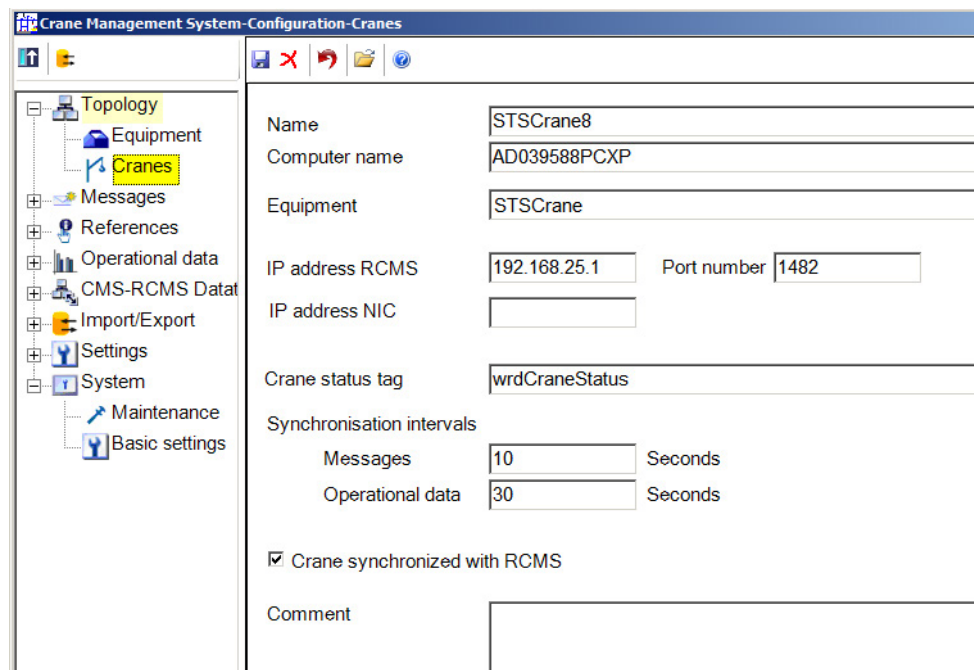 Crane Management System-Configuration-Cranes
Topology
Equipment
Cranes
Messages
References
Operational data
CMS-RCMS Datat
Import/Export
Settings
System
Maintenance
Basic settings
Name STSCrane8
Computer name AD039588PCXP
Equipment STSCrane
IP address RCMS 192.168.25.1 Port number 1482
IP address NIC
Crane status tag wrdCraneStatus
Synchronisation intervals
Messages 10 Seconds
Operational data 30 Seconds
Crane synchronized with RCMS
Comment